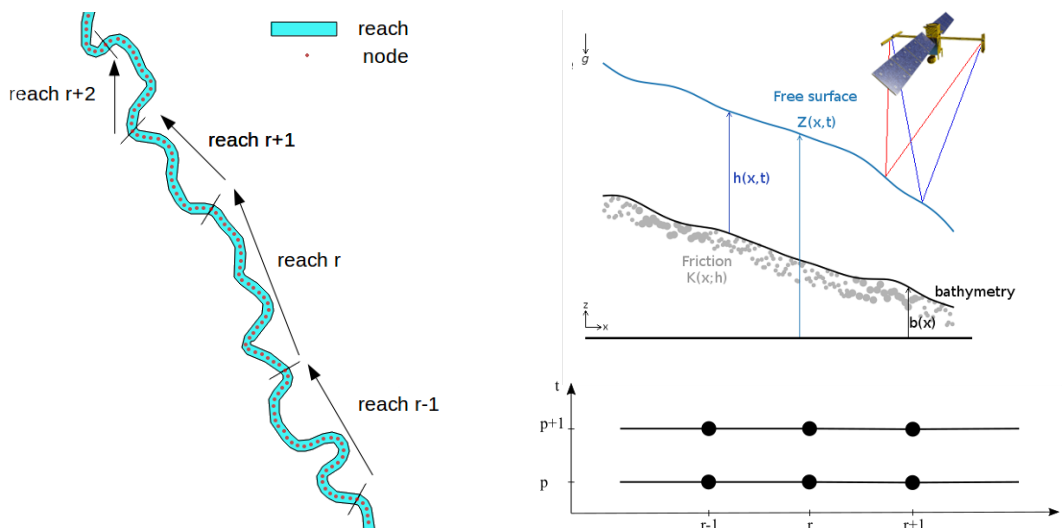 reach
node
reach r+2
reach r+1
reach r
reach r-1
g
Free surface
Z(x,t)
h(x,t)
Friction
K(x;h)
bathymetry
b(x)
z
x
t
p+1
p
r-1
r
r+1